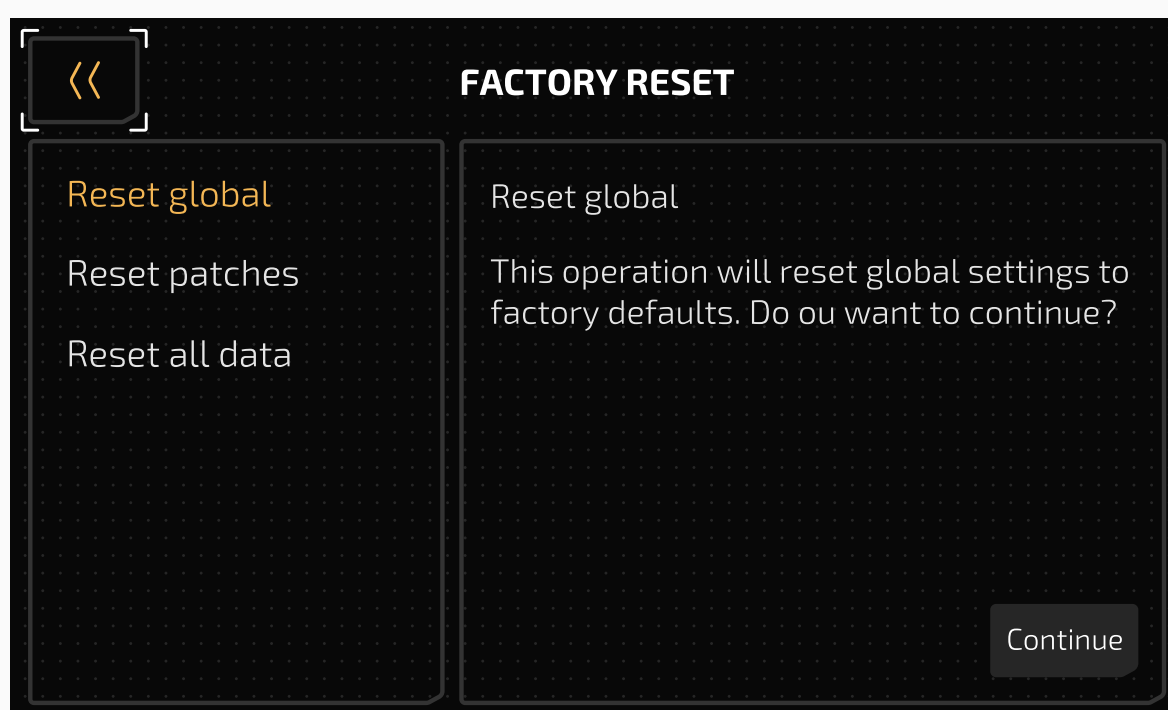 FACTORY RESET
Reset global
Reset patches
Reset all data
Reset global
This operation will reset global settings to
factory defaults. Do ou want to continue?
Continue